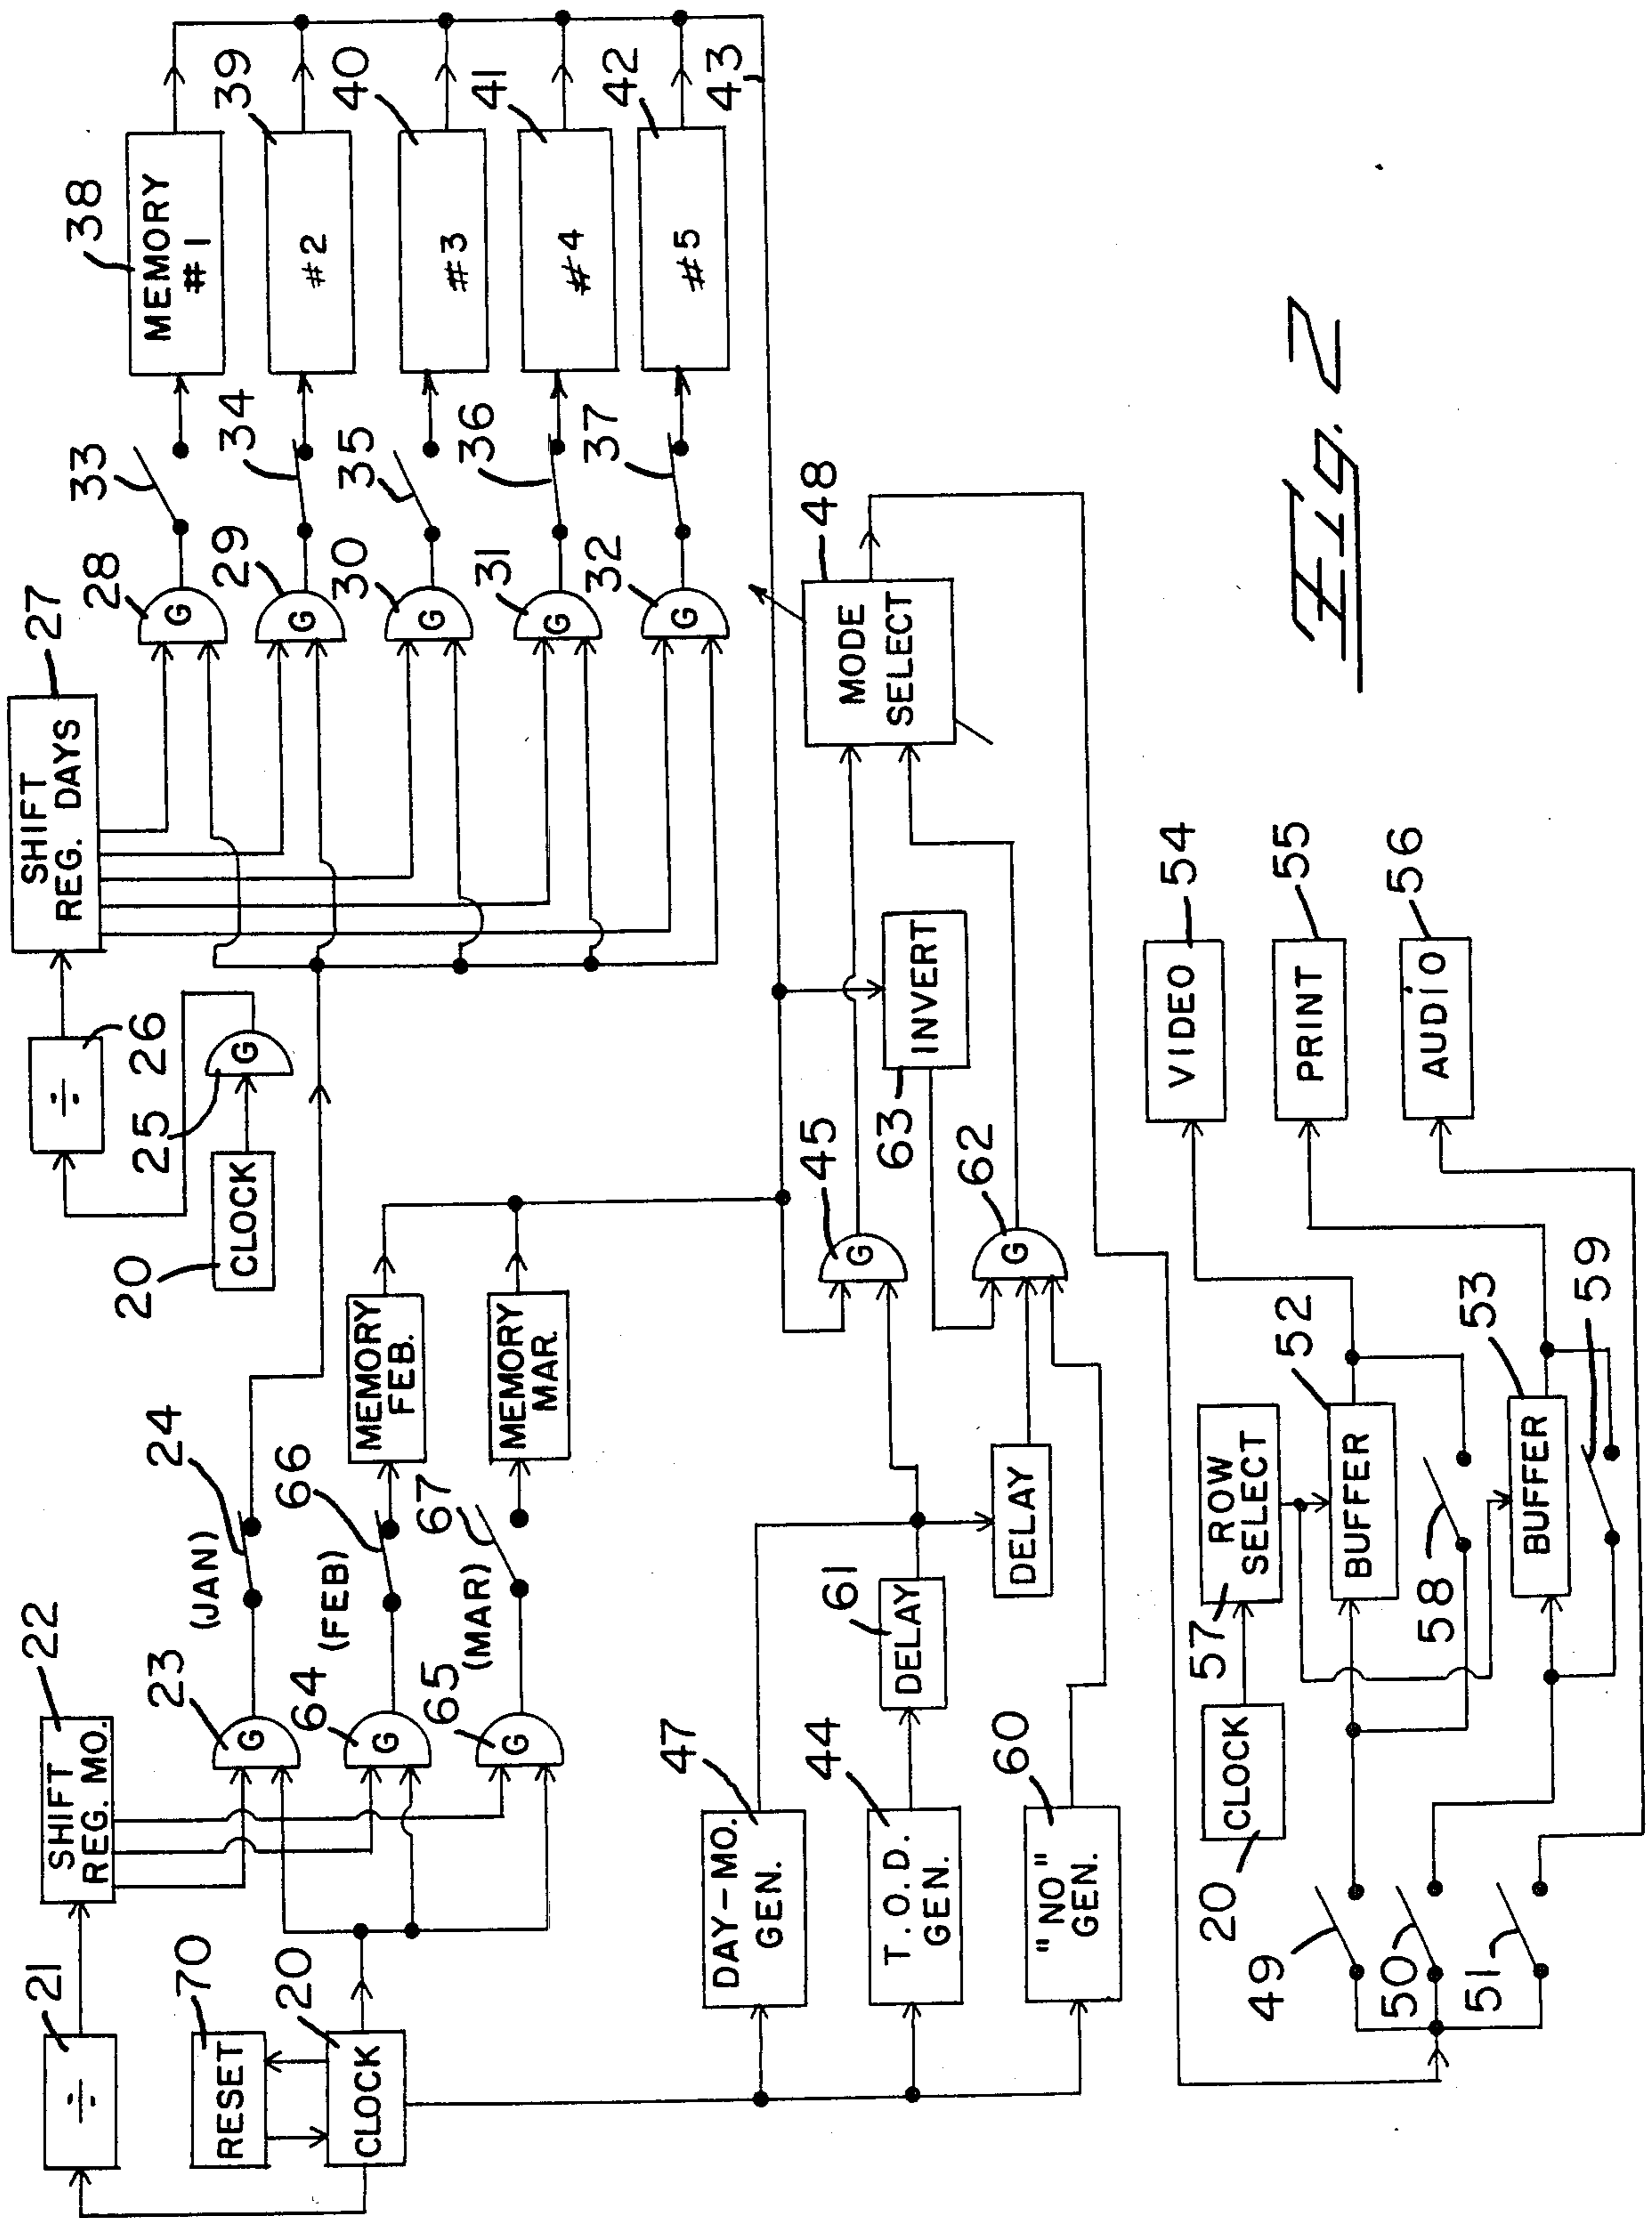 21
÷
22
SHIFT
REG. MO.
70
RESET
20
CLOCK
23
G
24
(JAN)
64
G
66
(FEB)
MEMORY
FEB.
65
G
67
(MAR)
MEMORY
MAR.
20
CLOCK
25
G
26
÷
27
SHIFT
REG. DAYS
28
G
33
38
MEMORY
#1
29
G
34
39
#2
30
G
35
40
#3
31
G
36
41
#4
32
G
37
42
#5
43
47
DAY-MO.
GEN.
44
T.O.D.
GEN.
60
"NO"
GEN.
61
DELAY
DELAY
45
G
62
G
63
INVERT
48
MODE
SELECT
49
50
51
20
CLOCK
57
ROW
SELECT
52
BUFFER
58
53
BUFFER
59
54
VIDEO
55
PRINT
56
AUDIO
Fig. 2